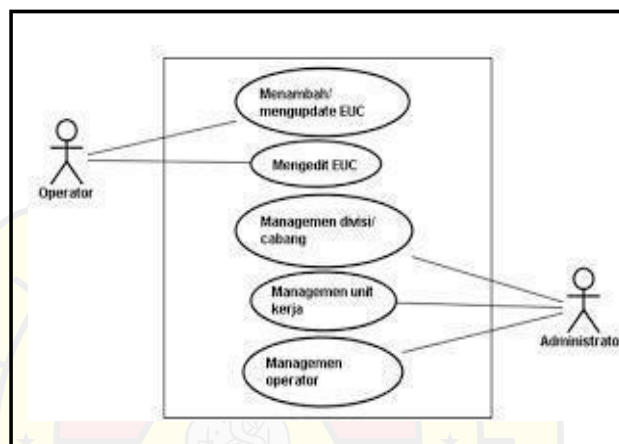 Menambah/
mengupdate EUC
Mengedit EUC
Operator
Managemen divisi/
cabang
Managemen unit
kerja
Administrato
Managemen
operator